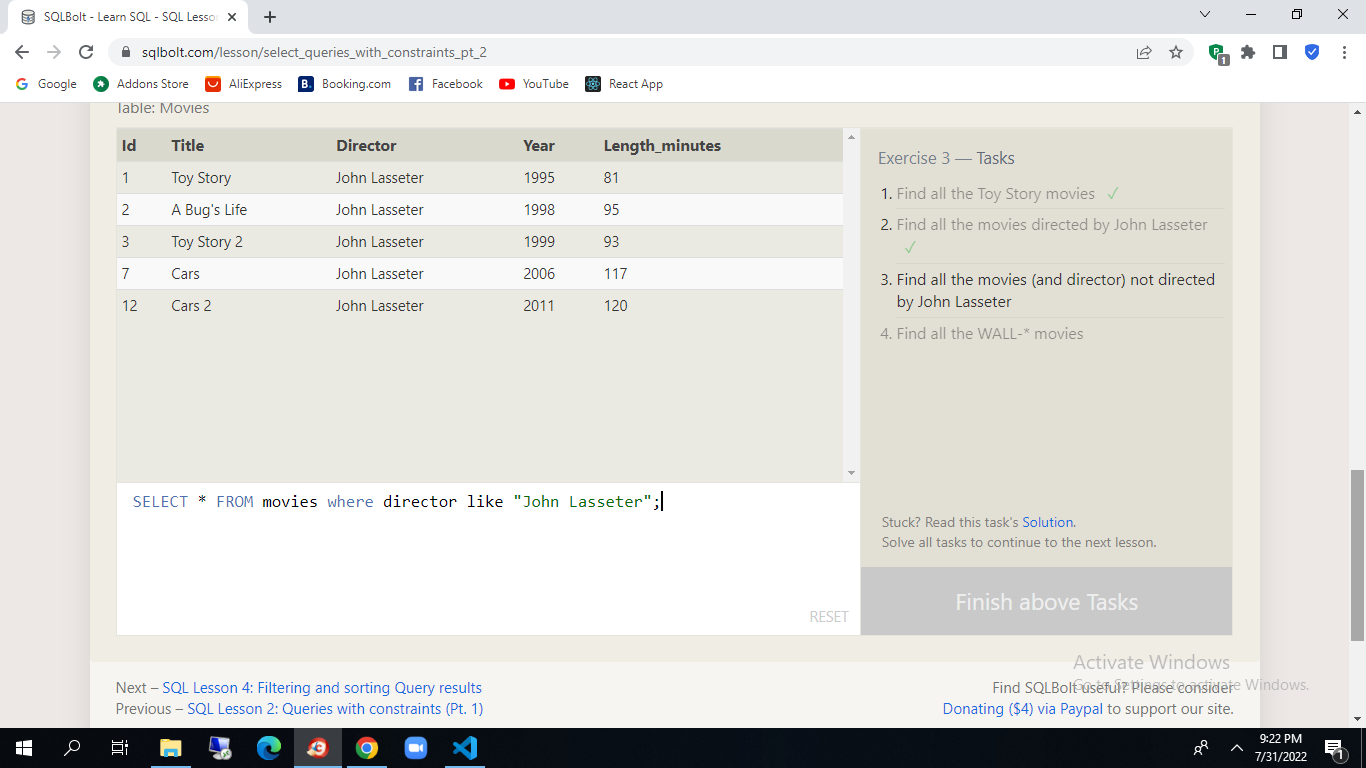 SQLBolt - Learn SQL - SQL Lesson
sqlbolt.com/lesson/select_queries_with_constraints_pt_2
1
Google Addons Store AliExpress Booking.com Facebook YouTube React App
Table: Movies
Id Title Director Year Length_minutes
1 Toy Story John Lasseter 1995 81
2 A Bug's Life John Lasseter 1998 95
3 Toy Story 2 John Lasseter 1999 93
7 Cars John Lasseter 2006 117
12 Cars 2 John Lasseter 2011 120
SELECT * FROM movies where director like "John Lasseter";
RESET
Exercise 3 — Tasks
1. Find all the Toy Story movies ✓
2. Find all the movies directed by John Lasseter
✓
3. Find all the movies (and director) not directed
by John Lasseter
4. Find all the WALL-* movies
Stuck? Read this task's Solution.
Solve all tasks to continue to the next lesson.
Finish above Tasks
Next – SQL Lesson 4: Filtering and sorting Query results
Previous – SQL Lesson 2: Queries with constraints (Pt. 1)
Find SQLBolt useful? Please consider
Donating ($4) via Paypal to support our site.
Activate Windows
Go to Settings to activate Windows.
9:22 PM
7/31/2022
1